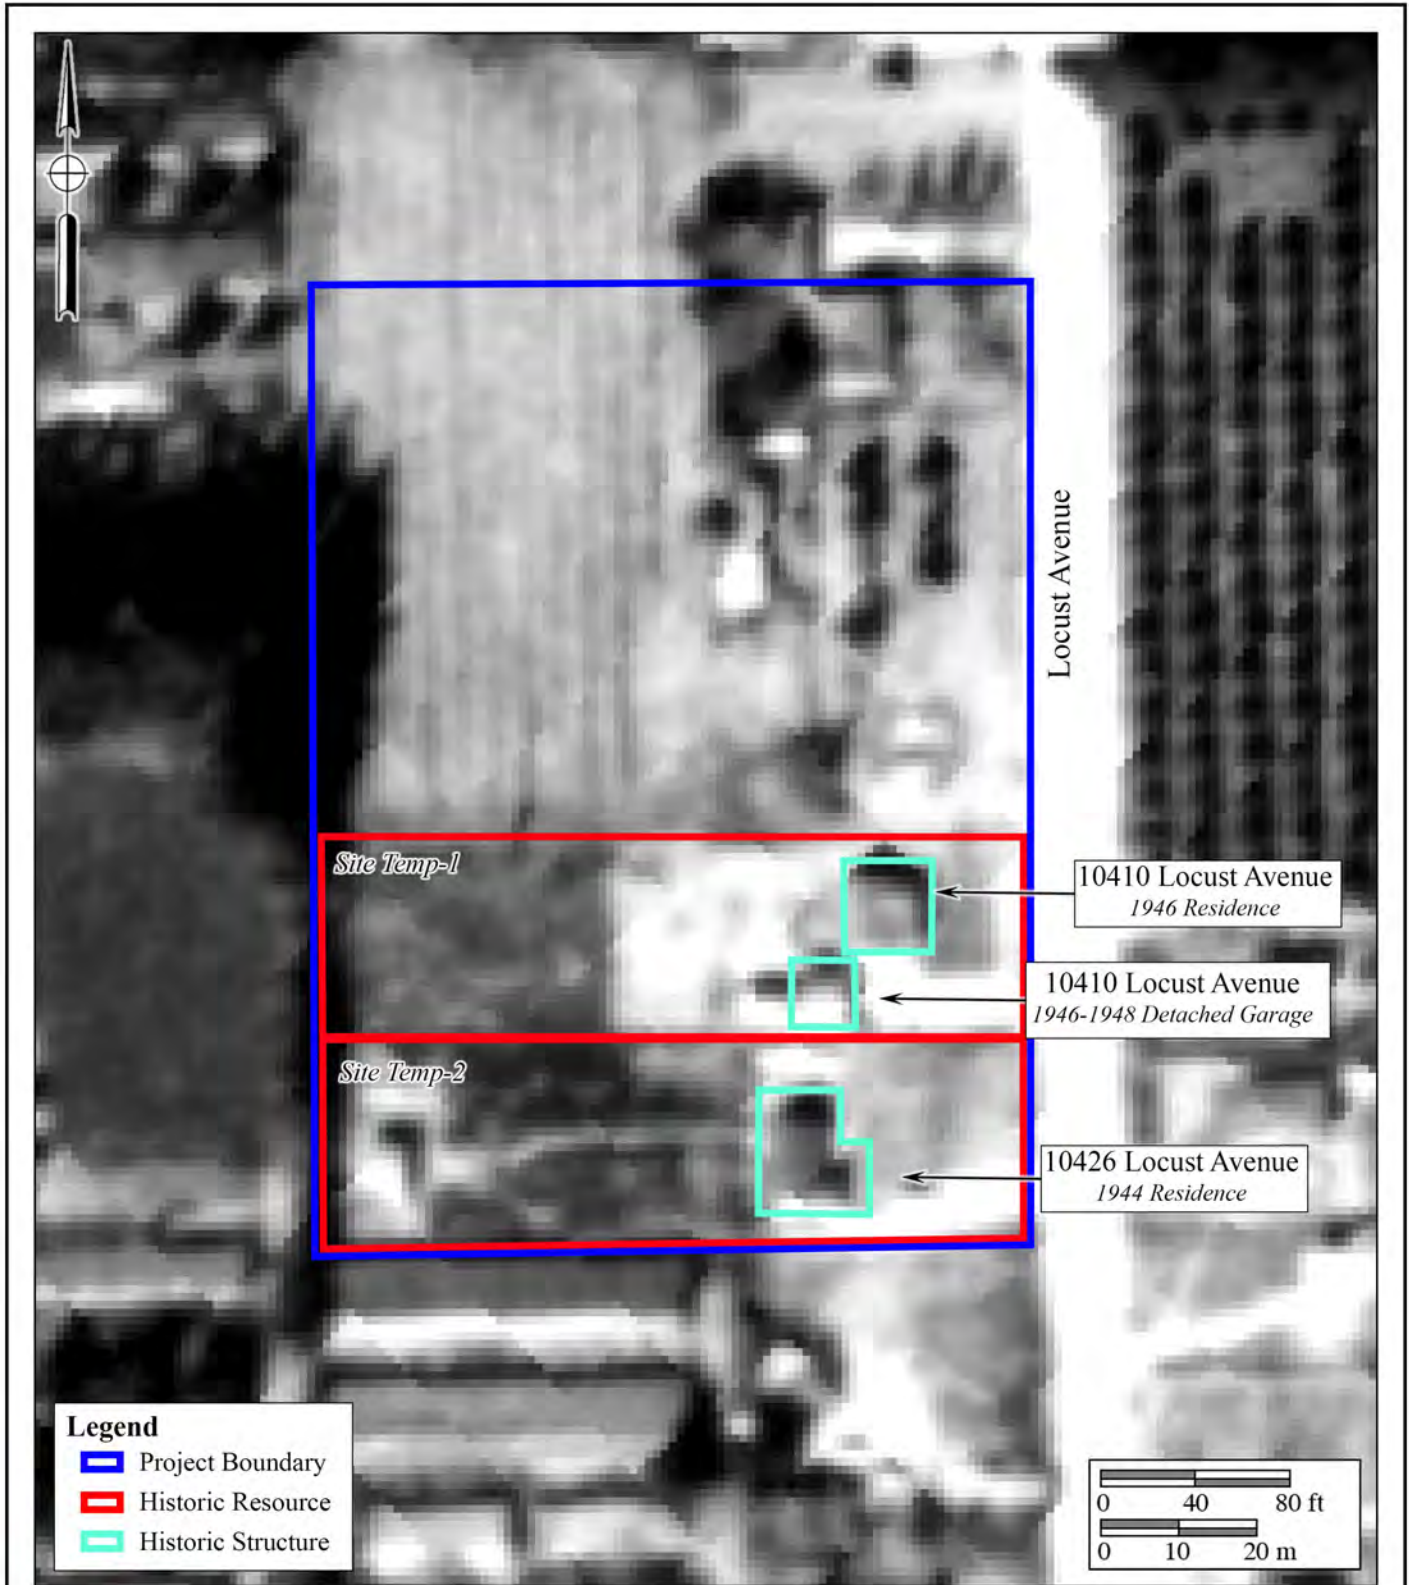 Locust Avenue
Site Temp-1
10410 Locust Avenue
1946 Residence
10410 Locust Avenue
1946-1948 Detached Garage
Site Temp-2
10426 Locust Avenue
1944 Residence
Legend
Project Boundary
Historic Resource
Historic Structure
0 40 80 ft
0 10 20 m